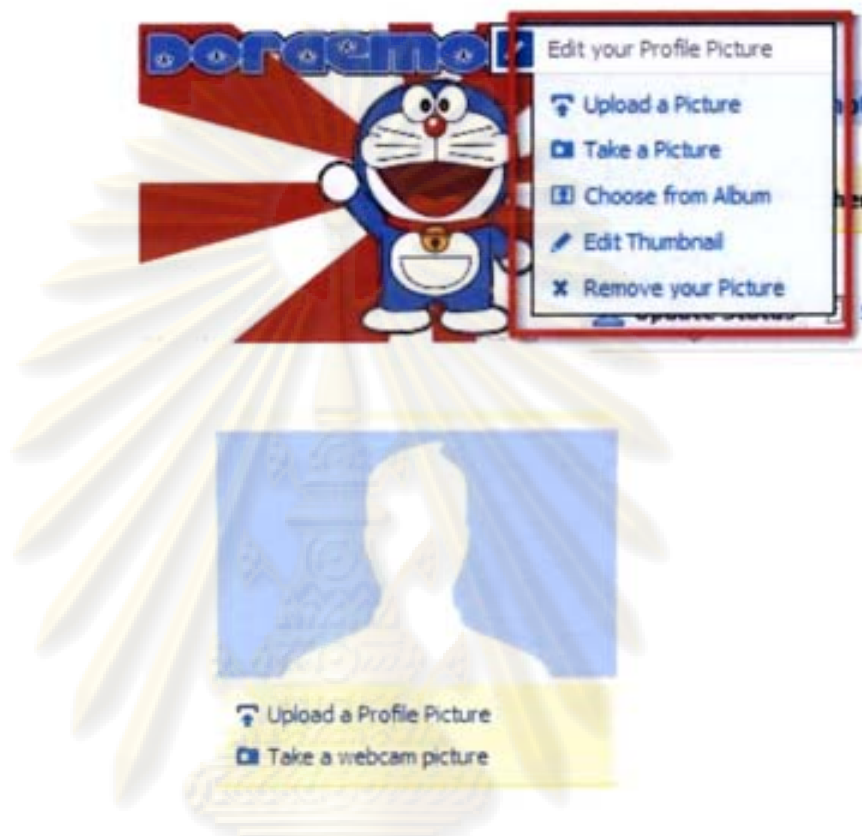 Doraemo
Edit your Profile Picture
Upload a Picture
Take a Picture
Choose from Album
Edit Thumbnail
Remove your Picture
Upload a Profile Picture
Take a webcam picture